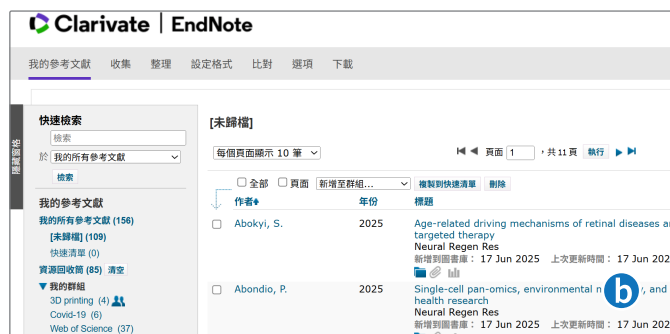 Clarivate | EndNote
我的參考文獻 收集 整理 設定格式 比對 選項 下載
隱藏窗格
快速檢索
檢索
於 我的所有參考文獻
檢索
我的參考文獻
我的所有參考文獻 (156)
[未歸檔] (109)
快速清單 (0)
資源回收筒 (85) 清空
▼ 我的群組
3D printing (4)
Covid-19 (6)
Web of Science (37)
[未歸檔]
每個頁面顯示 10 筆 頁面 1 ，共 11 頁 執行
全部 頁面 新增至群組... 複製到快速清單 刪除
作者 年份 標題
Abokyi, S. 2025 Age-related driving mechanisms of retinal diseases
targeted therapy
Neural Regen Res
新增到圖書庫： 17 Jun 2025 上次更新時間： 17 Jun 202
Abondio, P. 2025 Single-cell pan-omics, environmental and
b
health research
Neural Regen Res
新增到圖書庫： 17 Jun 2025 上次更新時間： 17 Jun 202